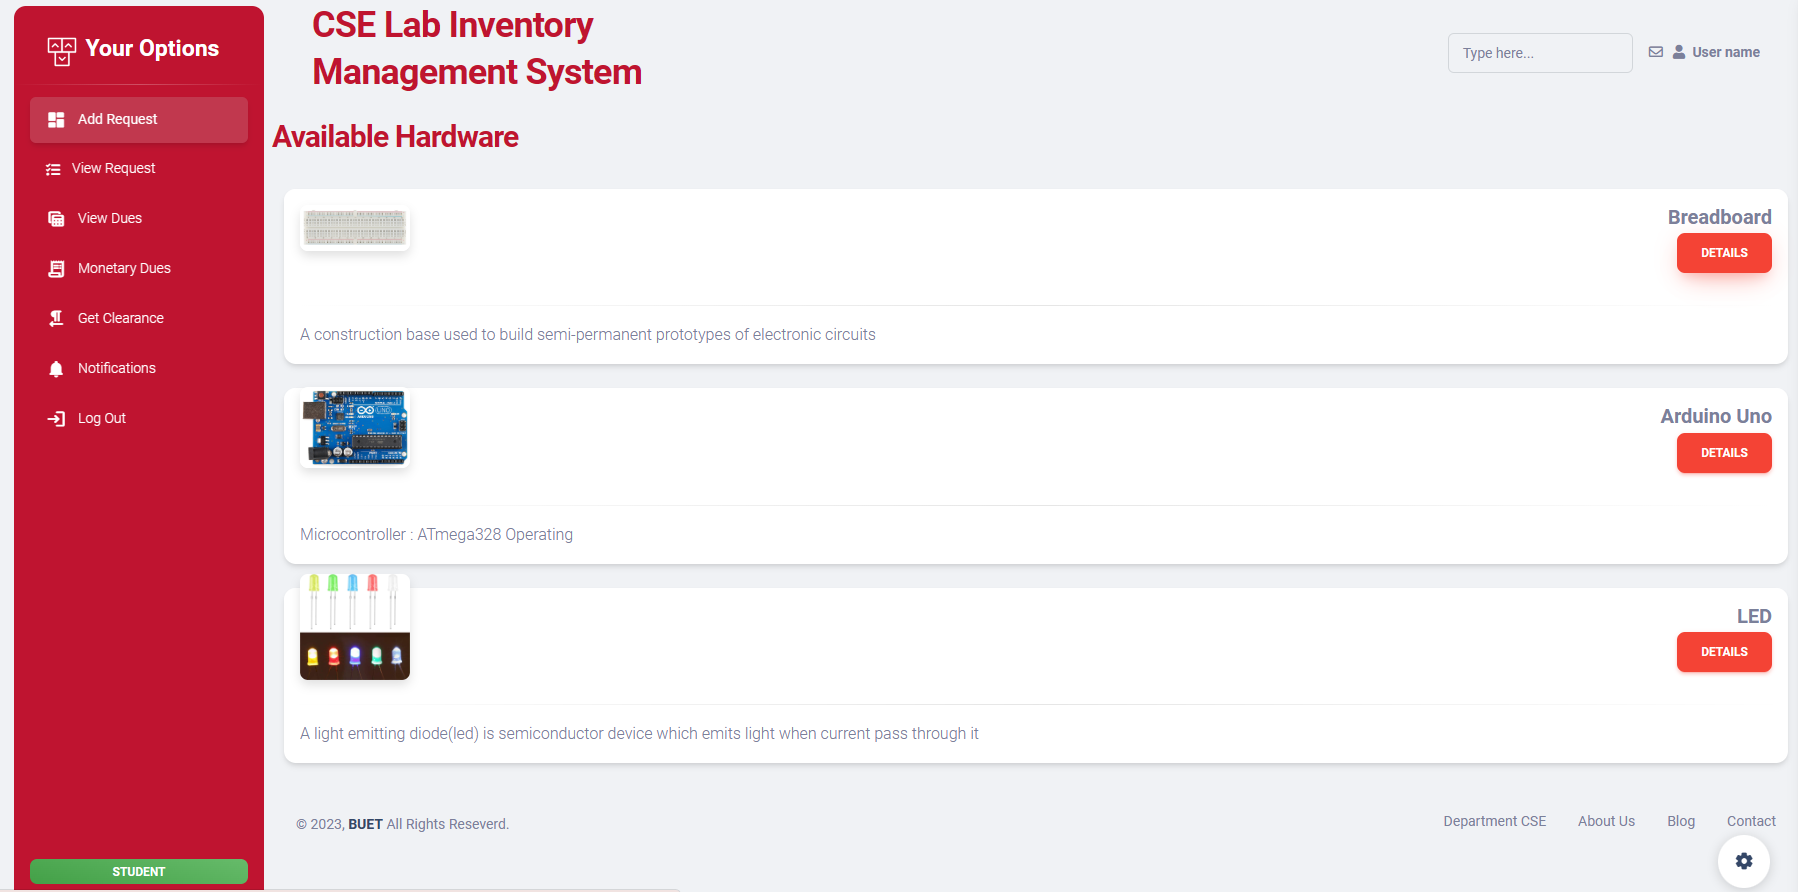 Your Options
Add Request
View Request
View Dues
Monetary Dues
Get Clearance
Notifications
Log Out
STUDENT
CSE Lab Inventory
Management System
Type here...
User name
Available Hardware
Breadboard
DETAILS
A construction base used to build semi-permanent prototypes of electronic circuits
Arduino Uno
DETAILS
Microcontroller : ATmega328 Operating
LED
DETAILS
A light emitting diode(led) is semiconductor device which emits light when current pass through it
© 2023, BUET All Rights Reseverd.
Department CSE
About Us
Blog
Contact